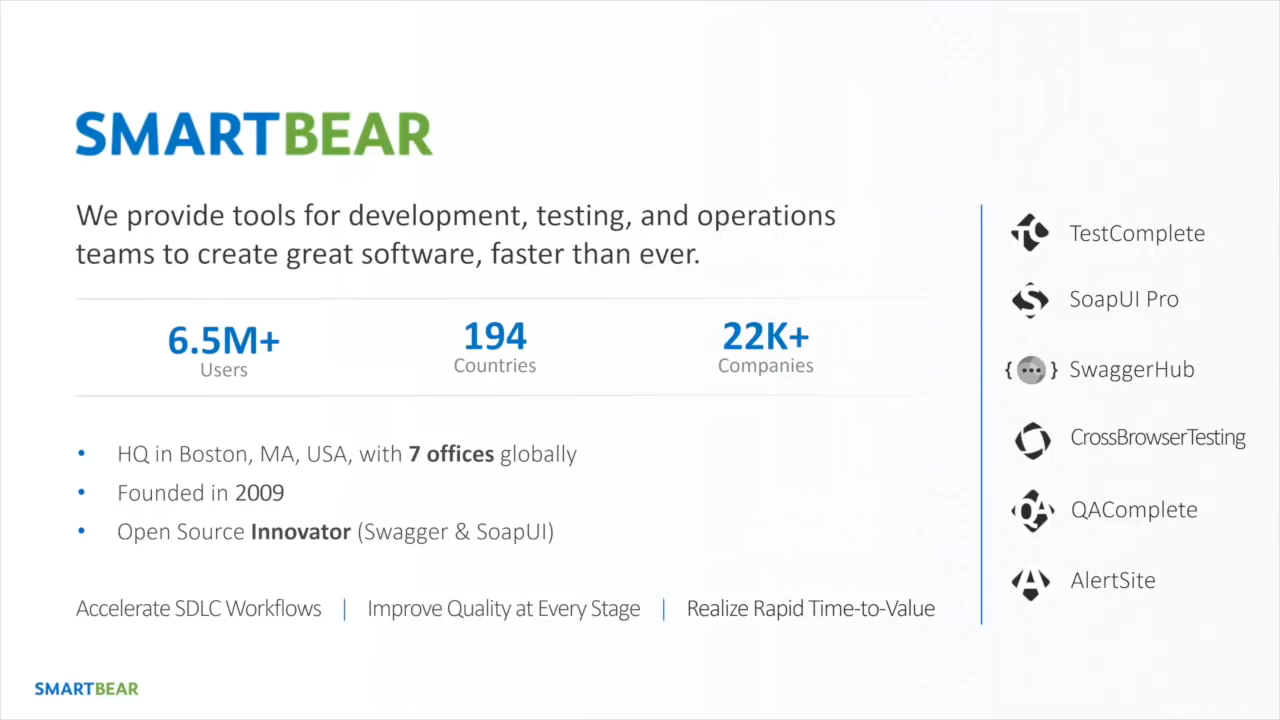 SMARTBEAR
We provide tools for development, testing, and operations
teams to create great software, faster than ever.
6.5M+
Users
194
Countries
22K+
Companies
• HQ in Boston, MA, USA, with 7 offices globally
• Founded in 2009
• Open Source Innovator (Swagger & SoapUI)
Accelerate SDLC Workflows | Improve Quality at Every Stage | Realize Rapid Time-to-Value
TestComplete
SoapUI Pro
SwaggerHub
CrossBrowserTesting
QAComplete
AlertSite
SMARTBEAR